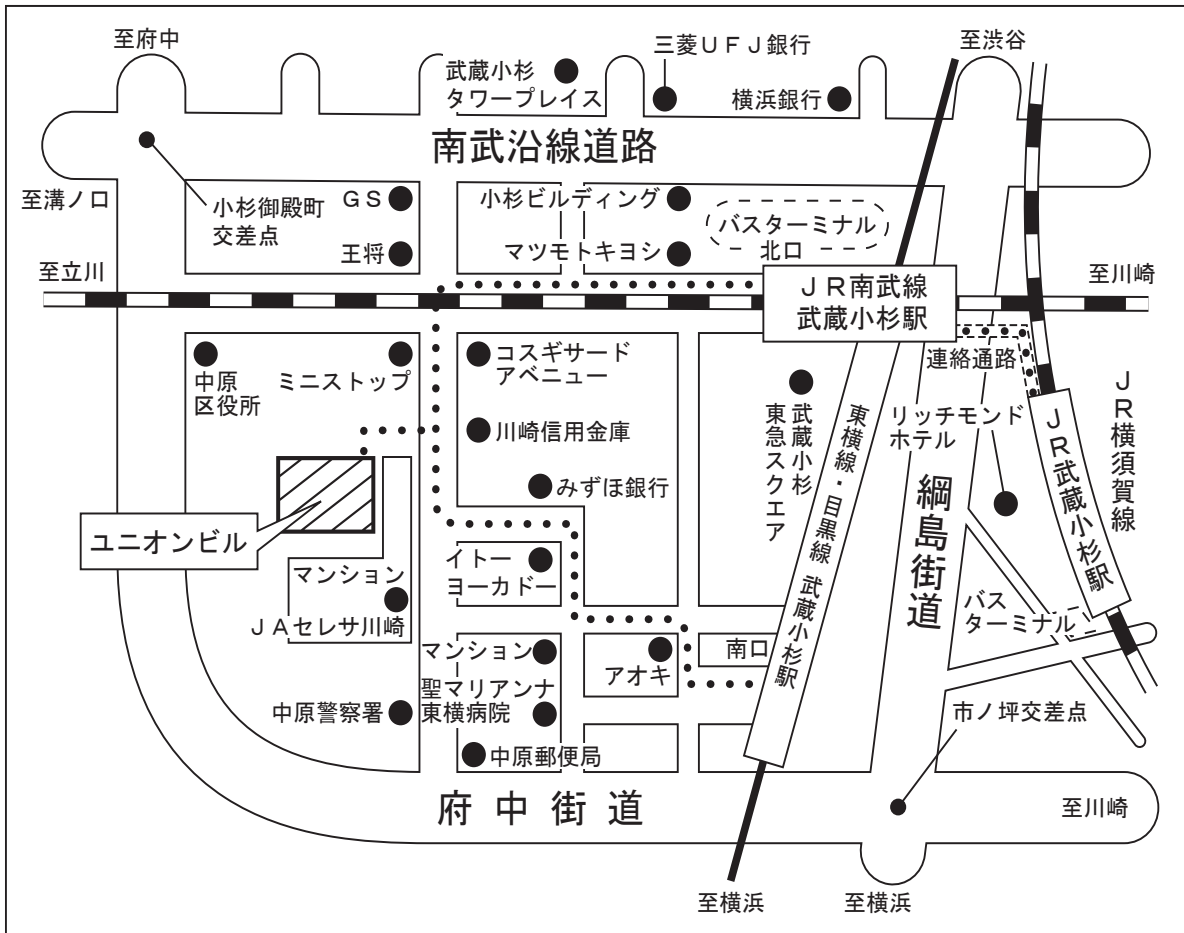 至府中
三菱ＵＦＪ銀行
至渋谷
武蔵小杉
タワープレイス
横浜銀行
南武沿線道路
至溝ノ口
小杉御殿町
交差点
ＧＳ
王将
小杉ビルディング
マツモトキヨシ
バスターミナル
北口
至立川
ＪＲ南武線
武蔵小杉駅
至川崎
中原
区役所
ミニストップ
コスギサード
アベニュー
連絡通路
川崎信用金庫
武蔵小杉
東急スクエア
東横線・目黒線 武蔵小杉駅
リッチモンド
ホテル
ＪＲ武蔵小杉駅
ＪＲ横須賀線
みずほ銀行
綱島街道
ユニオンビル
イトー
ヨーカドー
マンション
ＪＡセレサ川崎
バス
ターミナル
マンション
アオキ
南口
聖マリアンナ
東横病院
中原警察署
中原郵便局
市ノ坪交差点
府中街道
至川崎
至横浜
至横浜